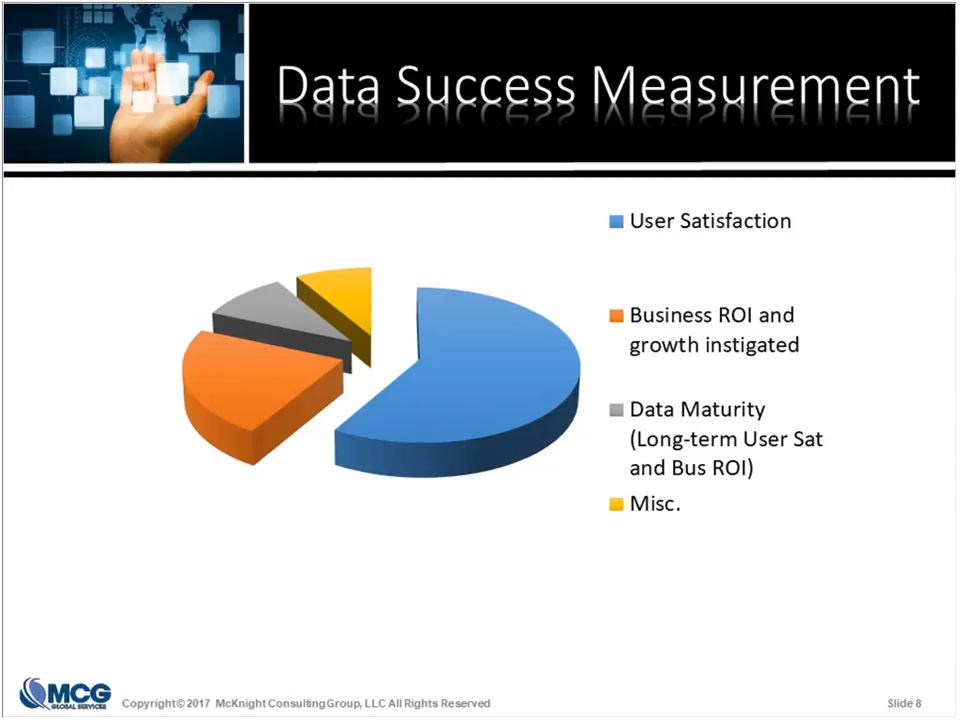 Data Success Measurement
User Satisfaction
Business ROI and
growth instigated
Data Maturity
(Long-term User Sat
and Bus ROI)
Misc.
MCG
GLOBAL SERVICES
Copyright© 2017 McKnight Consulting Group, LLC All Rights Reserved
Slide 8